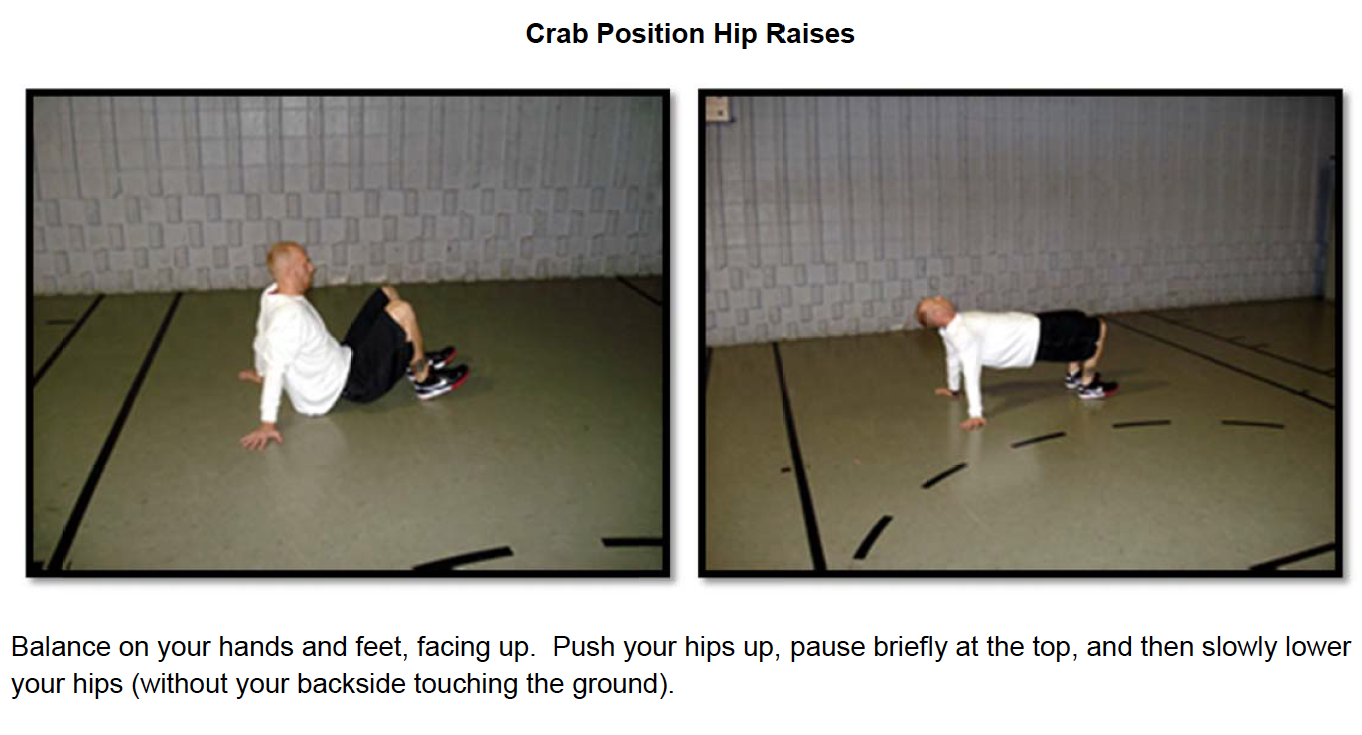 Crab Position Hip Raises
Balance on your hands and feet, facing up.  Push your hips up, pause briefly at the top, and then slowly lower
your hips (without your backside touching the ground).